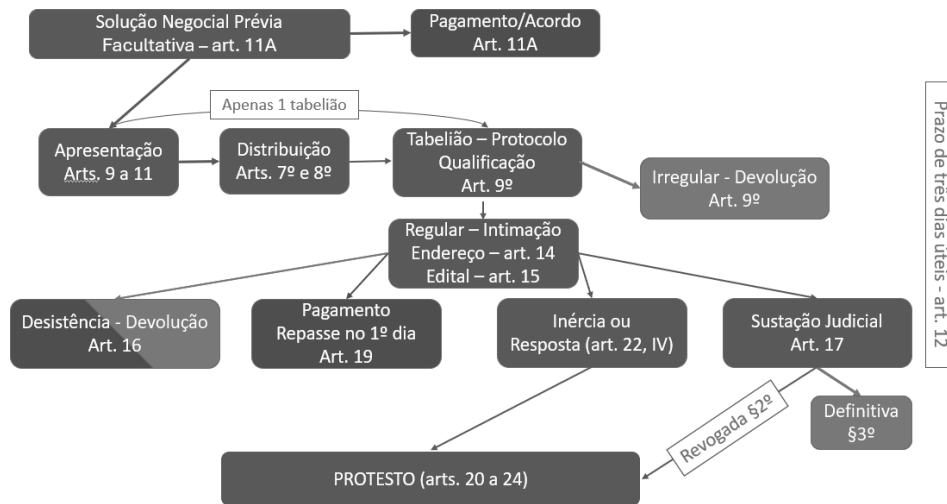 Solução Negocial Prévia
Facultativa – art. 11A
Pagamento/Acordo
Art. 11A
Apenas 1 tabelião
Apresentação
Arts. 9 a 11
Distribuição
Arts. 7º e 8º
Tabelião – Protocolo
Qualificação
Art. 9º
Irregular - Devolução
Art. 9º
Prazo de três dias úteis - art. 12
Regular – Intimação
Endereço – art. 14
Edital – art. 15
Desistência - Devolução
Art. 16
Pagamento
Repasse no 1º dia
Art. 19
Inércia ou
Resposta (art. 22, IV)
Sustação Judicial
Art. 17
Revogada §2º
Definitiva
§3º
PROTESTO (arts. 20 a 24)